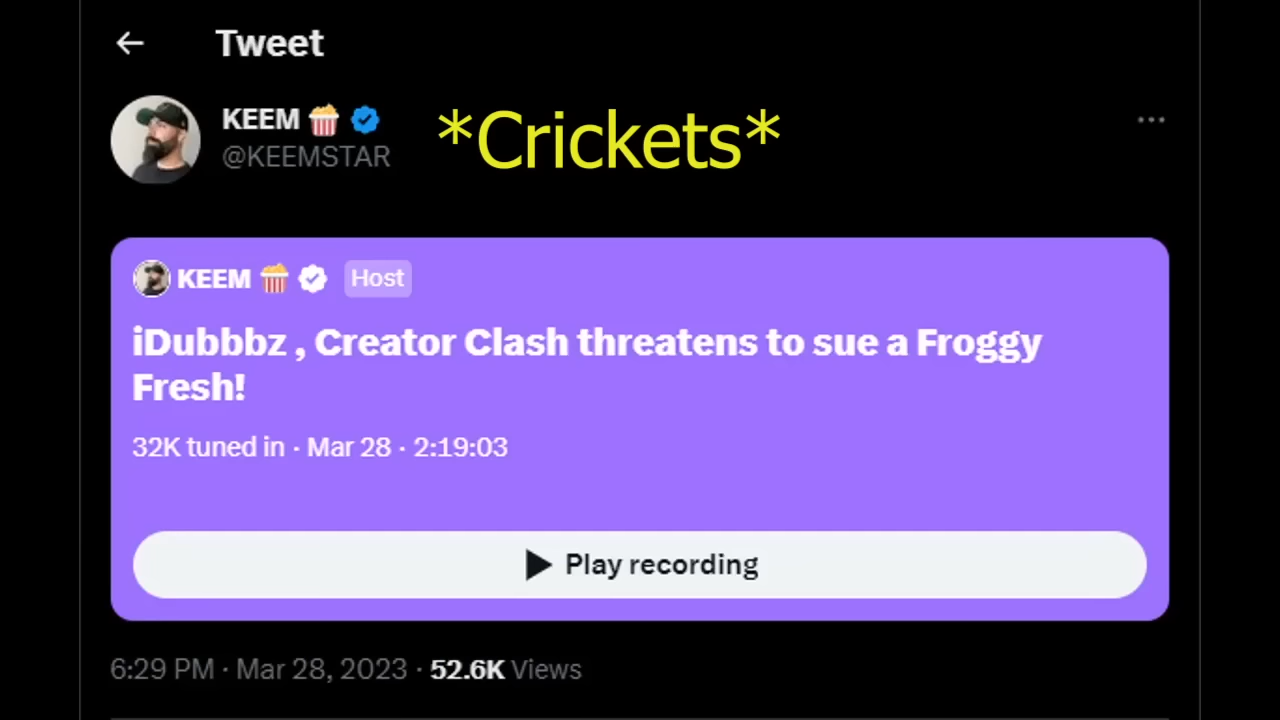 Tweet
KEEM 🍿
@KEEMSTAR
*Crickets*
KEEM 🍿 Host
iDubbbz , Creator Clash threatens to sue a Froggy
Fresh!
32K tuned in · Mar 28 · 2:19:03
Play recording
6:29 PM · Mar 28, 2023 · 52.6K Views